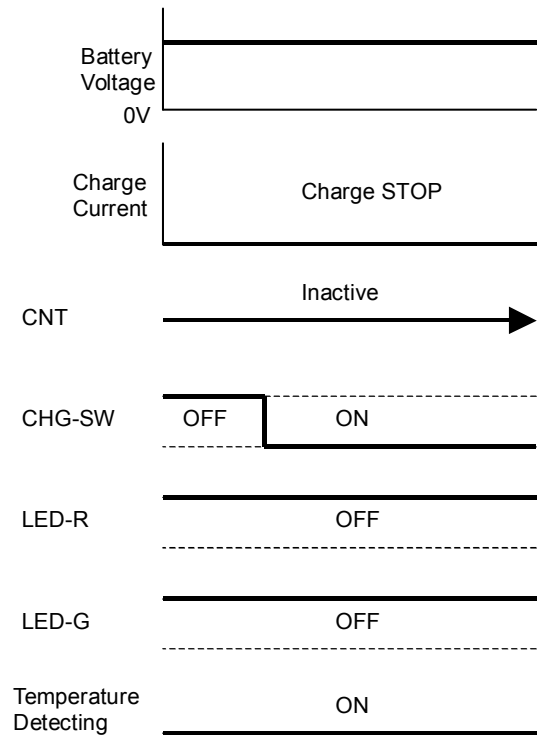 Battery
Voltage
0V
Charge
Current
Charge STOP
Inactive
CNT
CHG-SW
OFF
ON
LED-R
OFF
LED-G
OFF
Temperature
Detecting
ON